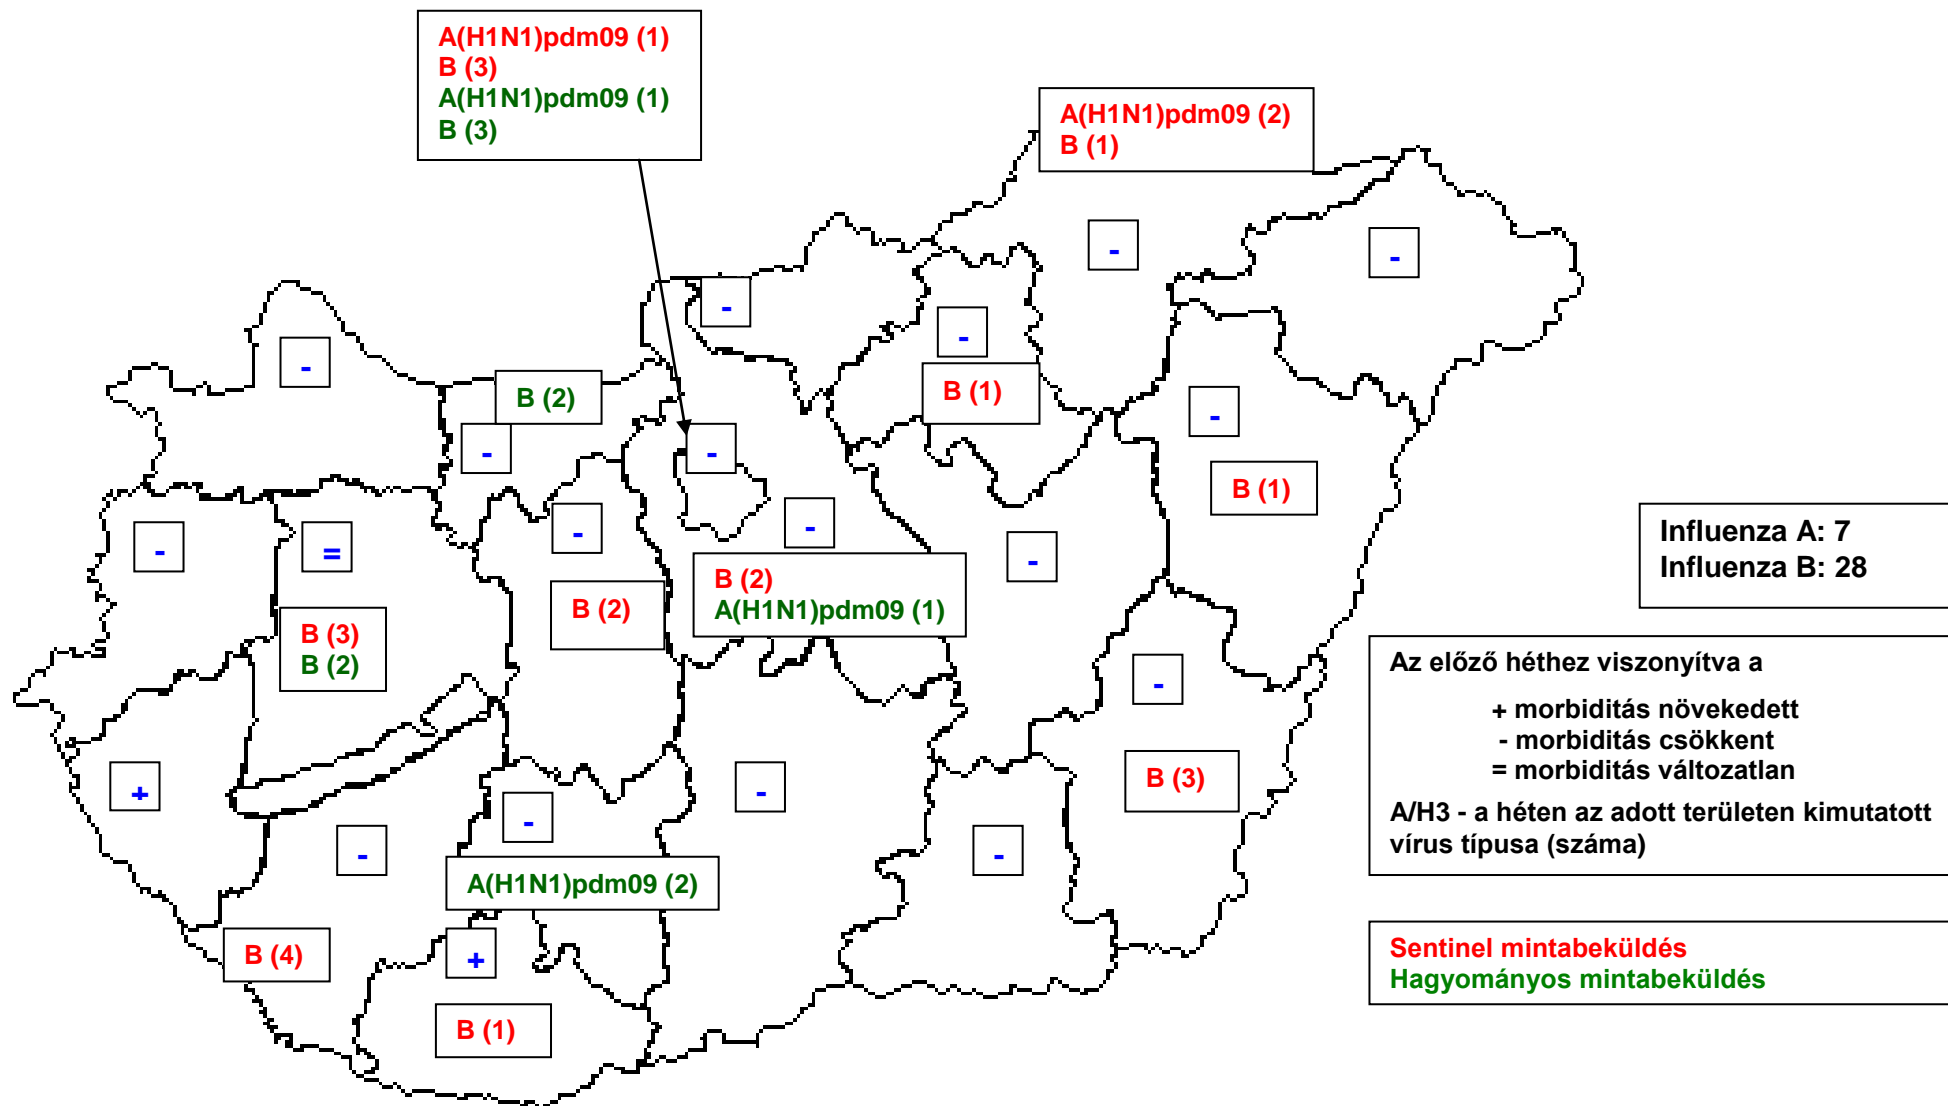 A(H1N1)pdm09 (1)
B (3)
A(H1N1)pdm09 (1)
B (3)
A(H1N1)pdm09 (2)
B (1)
-
-
-
-
-
B (1)
-
B (2)
-
-
-
B (1)
-
=
-
-
-
B (2)
B (2)
A(H1N1)pdm09 (1)
B (3)
B (2)
-
B (3)
+
-
-
-
-
A(H1N1)pdm09 (2)
B (4)
+
B (1)
Influenza A: 7
Influenza B: 28
Az előző héthez viszonyítva a
+ morbiditás növekedett
- morbiditás csökkent
= morbiditás változatlan
A/H3 - a héten az adott területen kimutatott
vírus típusa (száma)
Sentinel mintabeküldés
Hagyományos mintabeküldés